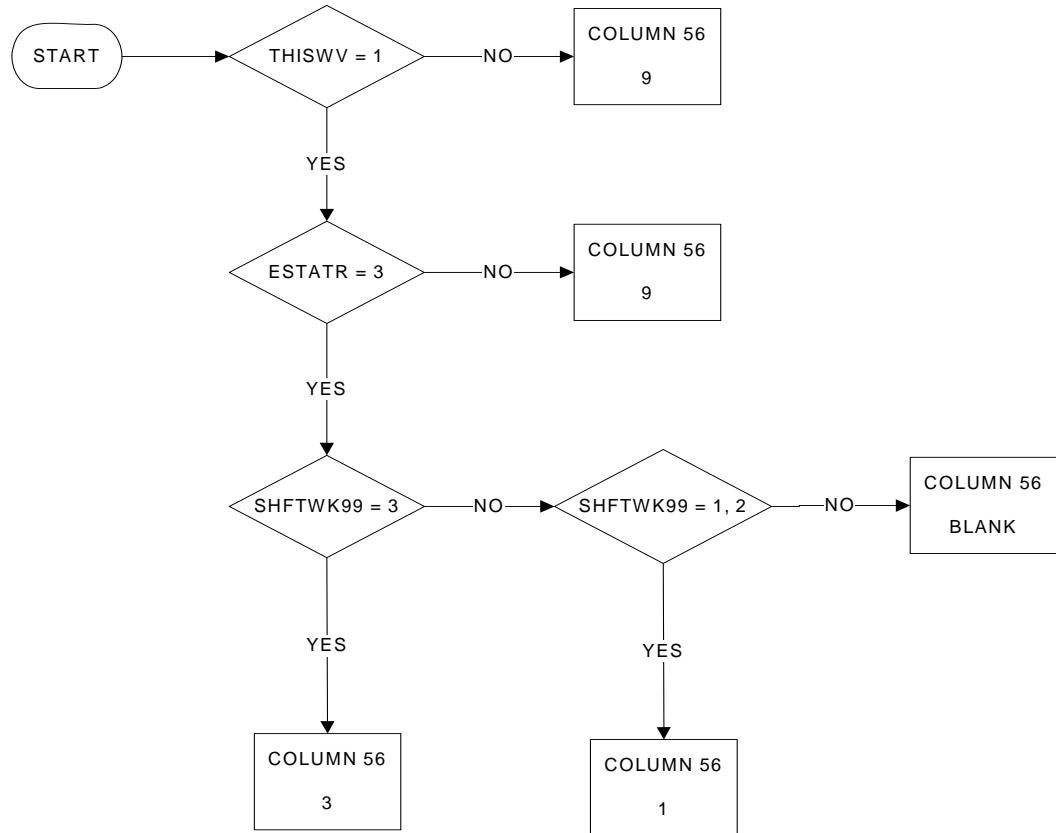 START
THISWV = 1
NO
COLUMN 56
9
YES
ESTATR = 3
NO
COLUMN 56
9
YES
SHFTWK99 = 3
NO
SHFTWK99 = 1, 2
NO
COLUMN 56
BLANK
YES
YES
COLUMN 56
3
COLUMN 56
1